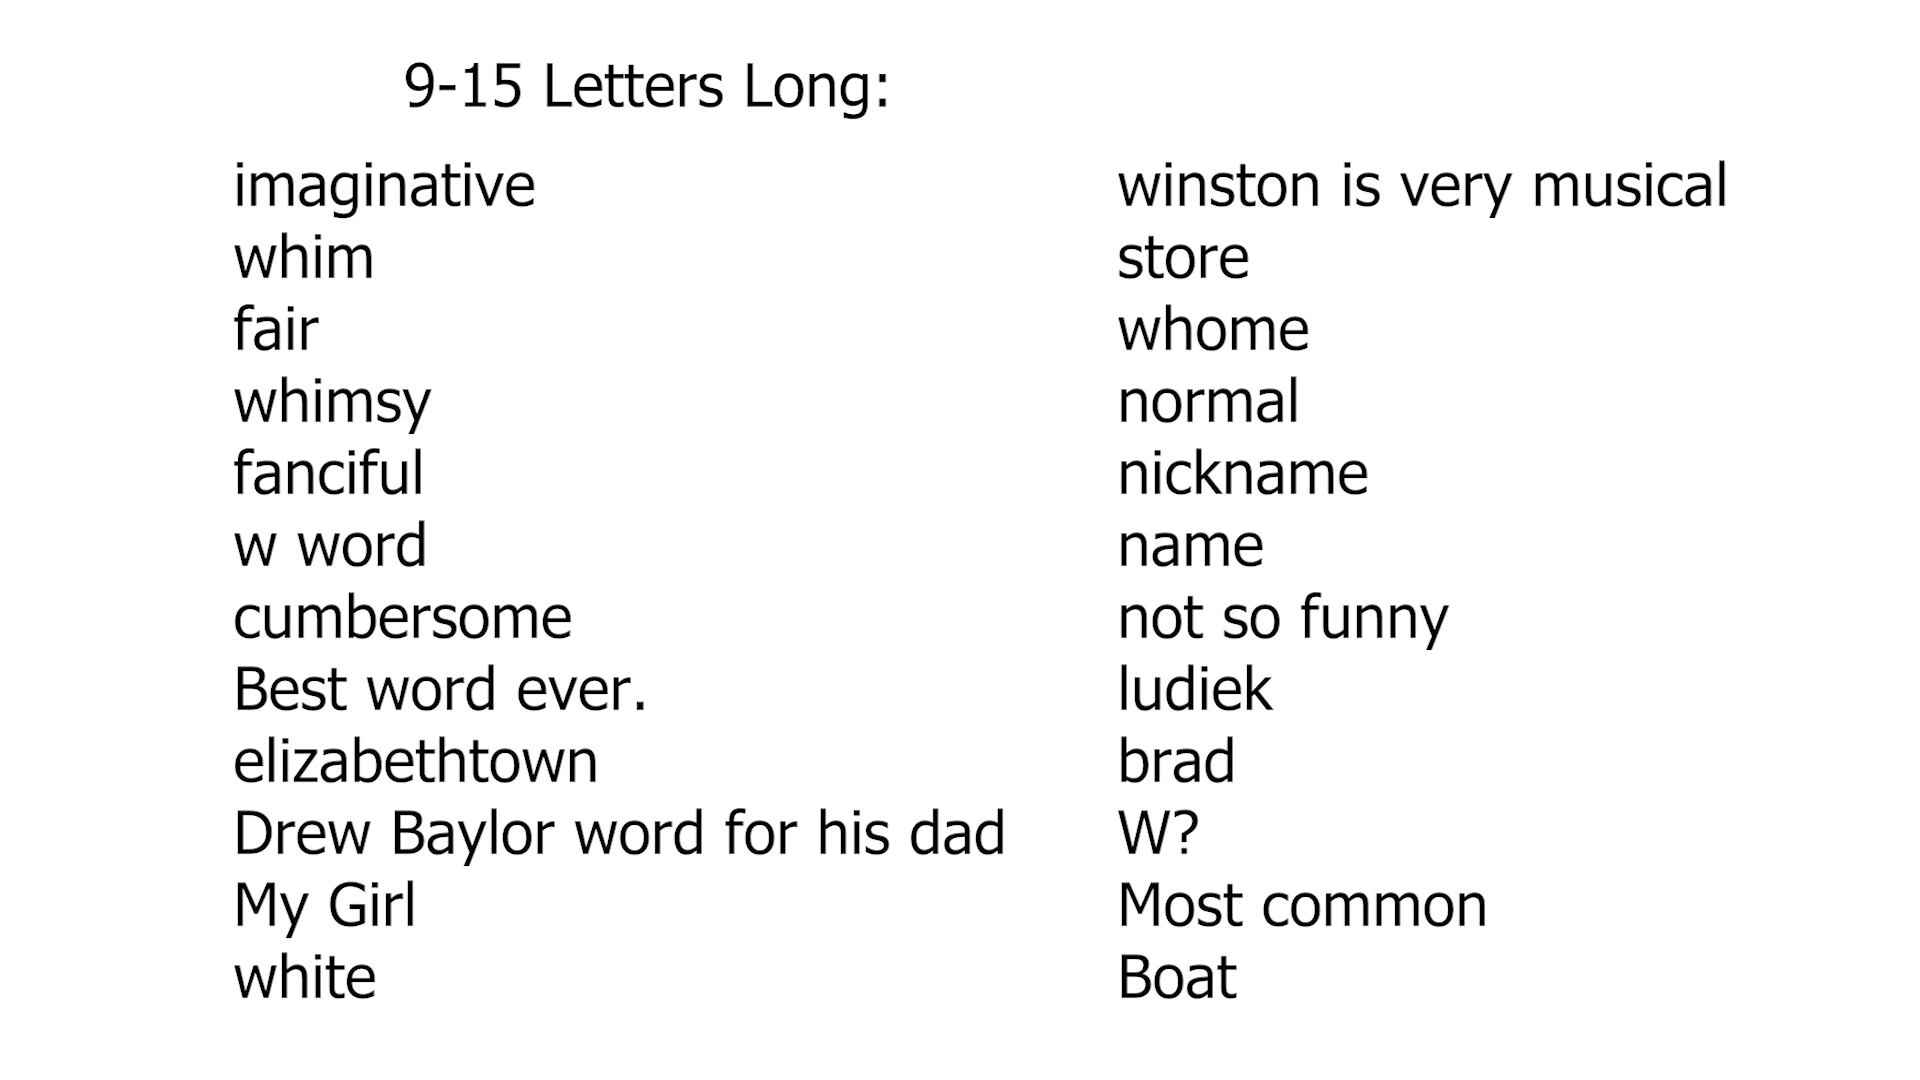 9-15 Letters Long:
imaginative
whim
fair
whimsy
fanciful
w word
cumbersome
Best word ever.
elizabethtown
Drew Baylor word for his dad
My Girl
white
winston is very musical
store
whome
normal
nickname
name
not so funny
ludiek
brad
W?
Most common
Boat